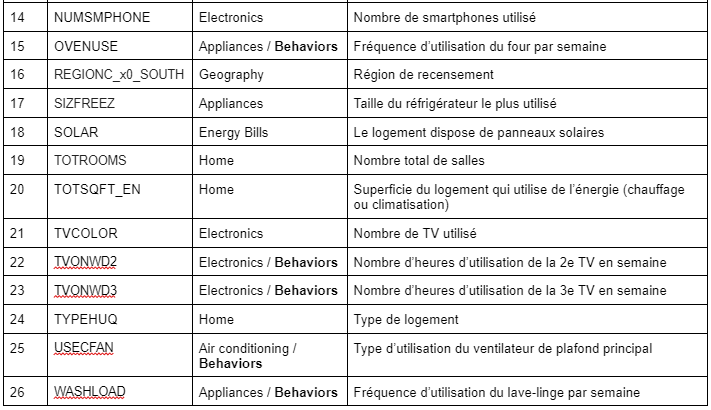 14 NUMSMPHONE Electronics Nombre de smartphones utilisé
15 OVENUSE Appliances / Behaviors Fréquence d’utilisation du four par semaine
16 REGIONC_x0_SOUTH Geography Région de recensement
17 SIZFREEZ Appliances Taille du réfrigérateur le plus utilisé
18 SOLAR Energy Bills Le logement dispose de panneaux solaires
19 TOTROOMS Home Nombre total de salles
20 TOTSQFT_EN Home Superficie du logement qui utilise de l’énergie (chauffage
ou climatisation)
21 TVCOLOR Electronics Nombre de TV utilisé
22 TVONWD2 Electronics / Behaviors Nombre d’heures d’utilisation de la 2e TV en semaine
23 TVONWD3 Electronics / Behaviors Nombre d’heures d’utilisation de la 3e TV en semaine
24 TYPEHUQ Home Type de logement
25 USECFAN Air conditioning / Type d’utilisation du ventilateur de plafond principal
Behaviors
26 WASHLOAD Appliances / Behaviors Fréquence d’utilisation du lave-linge par semaine